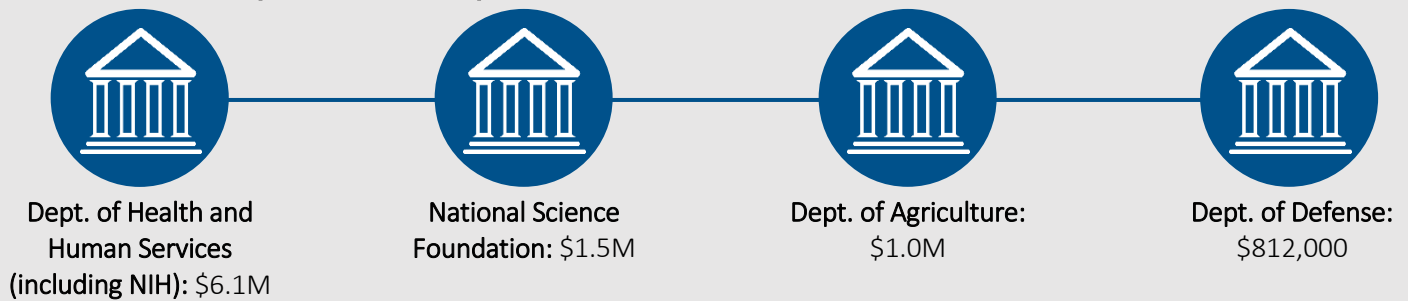 Dept. of Health and
Human Services
(including NIH): $6.1M
National Science
Foundation: $1.5M
Dept. of Agriculture:
$1.0M
Dept. of Defense:
$812,000